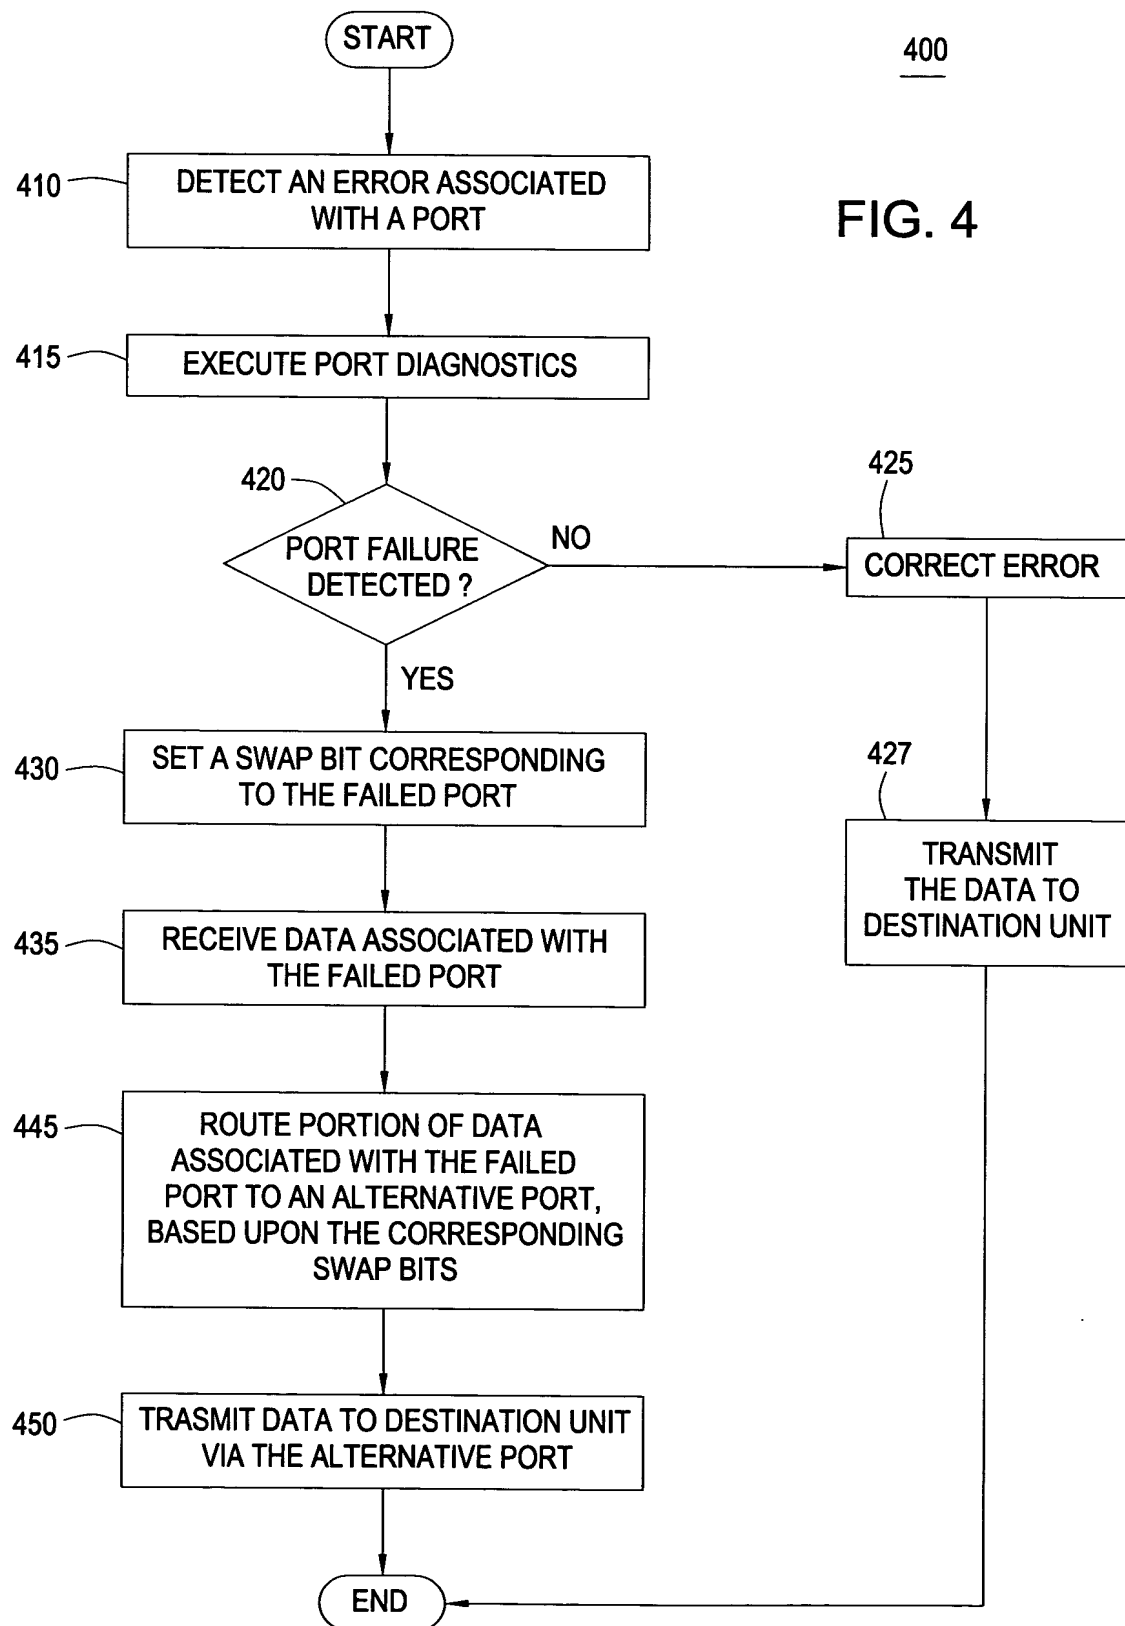 START
400
410
DETECT AN ERROR ASSOCIATED
WITH A PORT
FIG. 4
415
EXECUTE PORT DIAGNOSTICS
420
PORT FAILURE
DETECTED ?
NO
425
CORRECT ERROR
YES
430
SET A SWAP BIT CORRESPONDING
TO THE FAILED PORT
427
TRANSMIT
THE DATA TO
DESTINATION UNIT
435
RECEIVE DATA ASSOCIATED WITH
THE FAILED PORT
445
ROUTE PORTION OF DATA
ASSOCIATED WITH THE FAILED
PORT TO AN ALTERNATIVE PORT,
BASED UPON THE CORRESPONDING
SWAP BITS
450
TRASMIT DATA TO DESTINATION UNIT
VIA THE ALTERNATIVE PORT
END